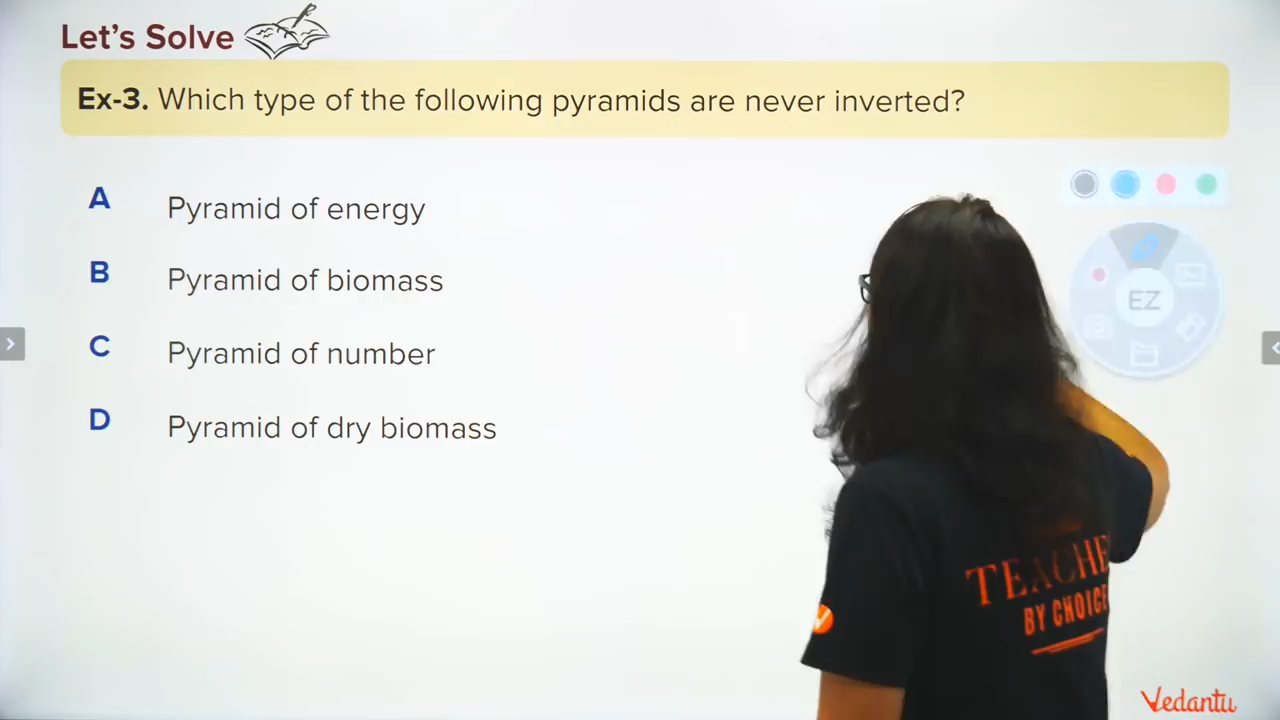 Let's Solve
Ex-3. Which type of the following pyramids are never inverted?
A Pyramid of energy
B Pyramid of biomass
C Pyramid of number
D Pyramid of dry biomass
EZ
TEACHE
BY CHOICE
Vedantu